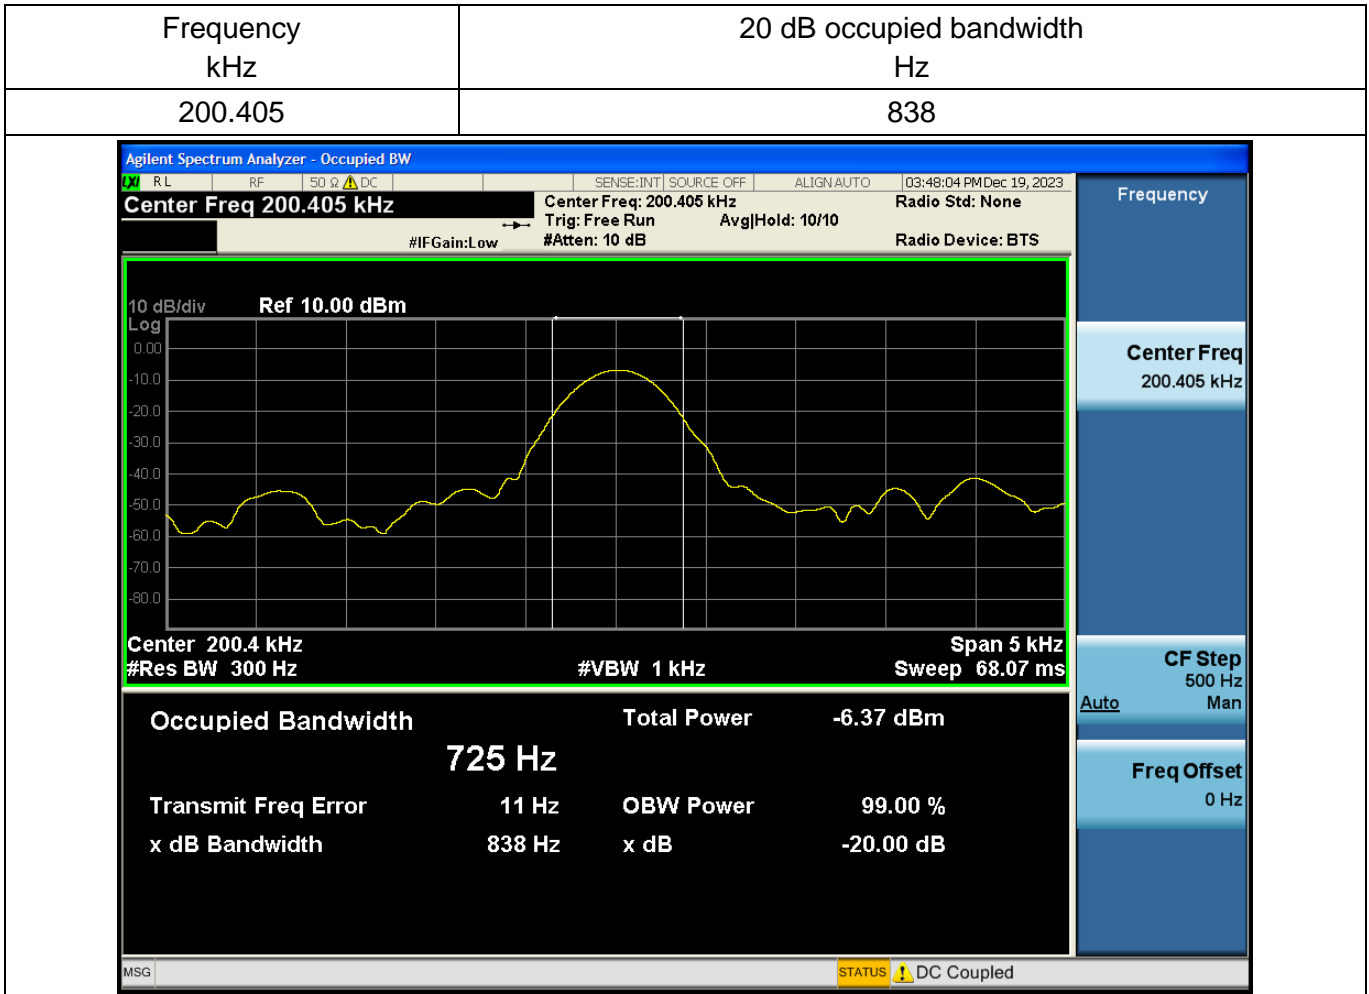 Frequency
kHz
20 dB occupied bandwidth
Hz
200.405 838
Agilent Spectrum Analyzer - Occupied BW
LXI RL RF 50 Ω DC SENSE:INT SOURCE OFF ALIGN AUTO 03:48:04 PM Dec 19, 2023
Center Freq 200.405 kHz
Center Freq: 200.405 kHz Radio Std: None
Trig: Free Run Avg|Hold: 10/10
#IFGain:Low #Atten: 10 dB Radio Device: BTS
10 dB/div Ref 10.00 dBm
Log
0.00
-10.0
-20.0
-30.0
-40.0
-50.0
-60.0
-70.0
-80.0
Center 200.4 kHz Span 5 kHz
#Res BW 300 Hz #VBW 1 kHz Sweep 68.07 ms
Occupied Bandwidth Total Power -6.37 dBm
725 Hz
Transmit Freq Error 11 Hz OBW Power 99.00 %
x dB Bandwidth 838 Hz x dB -20.00 dB
Frequency
Center Freq
200.405 kHz
CF Step
500 Hz
Auto Man
Freq Offset
0 Hz
MSG STATUS DC Coupled